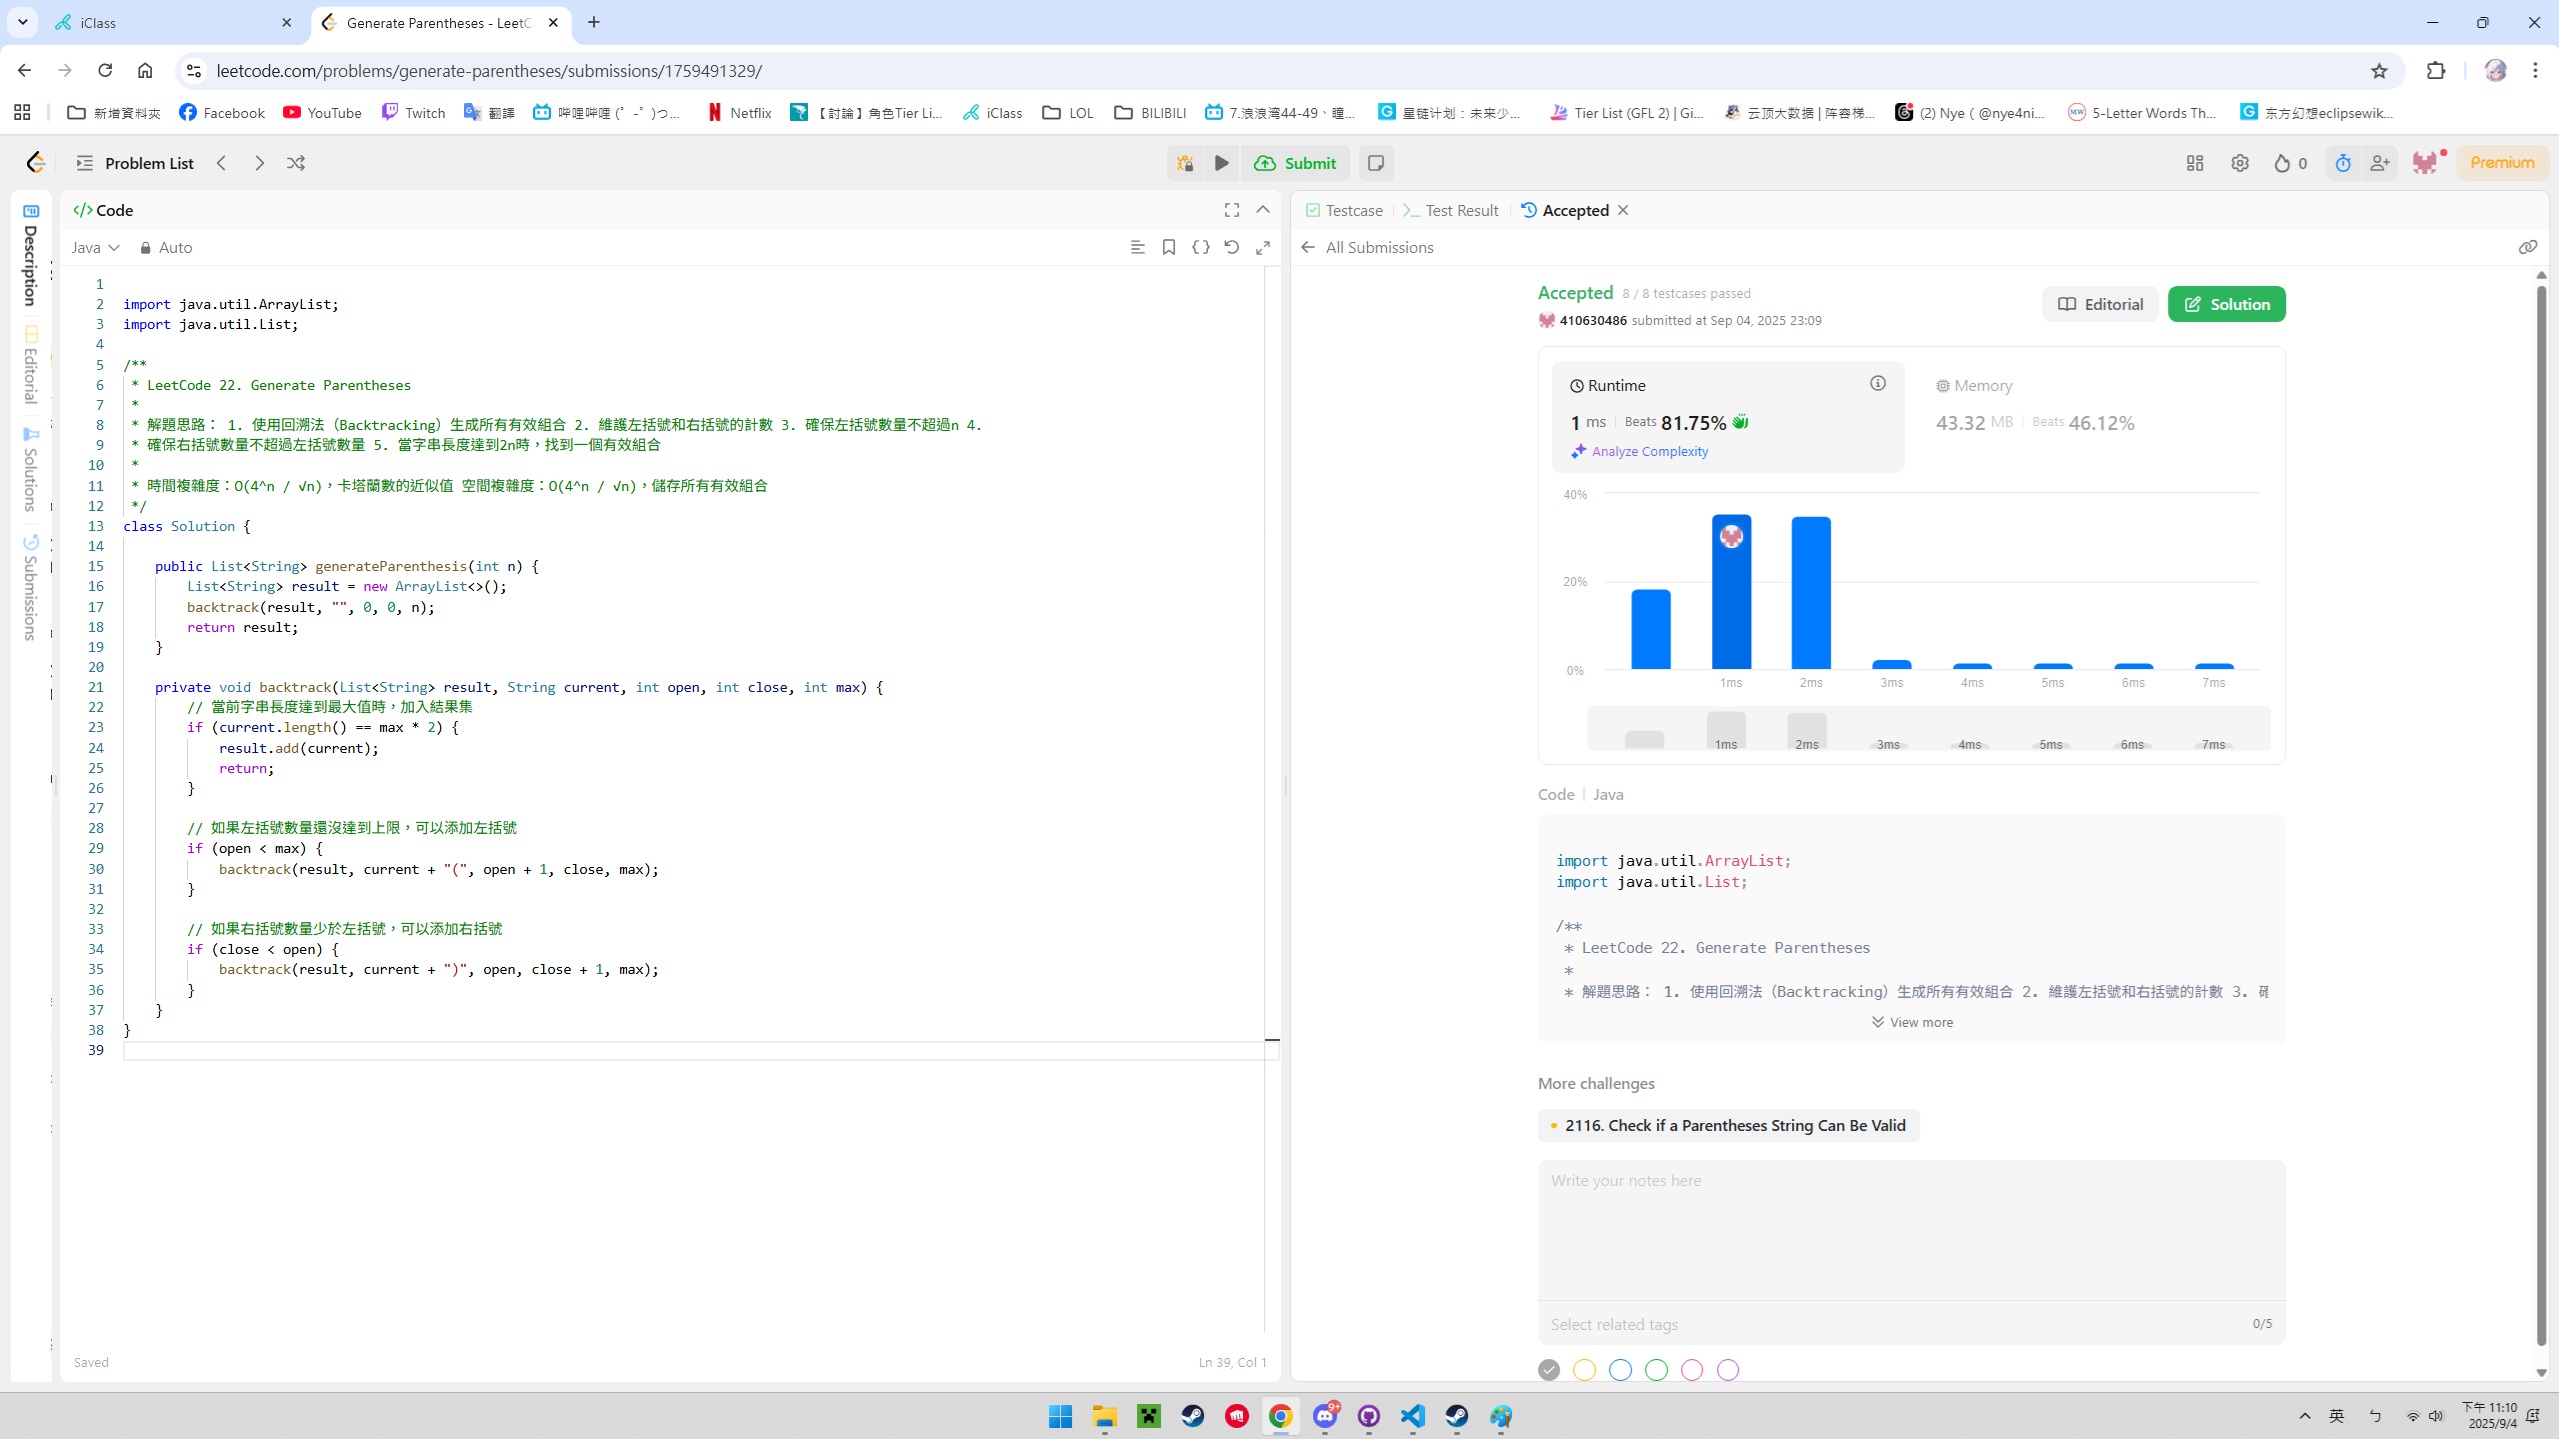 iClass
Generate Parentheses - LeetC
leetcode.com/problems/generate-parentheses/submissions/1759491329/
新增資料夾 Facebook YouTube Twitch 翻譯 哔哩哔哩 (゜-゜)つ... Netflix 【討論】角色Tier Li... iClass LOL BILIBILI 7.浪浪湾44-49、瞳... 星链计划：未来少... Tier List (GFL 2) | Gi... 云顶大数据 | 阵容梯... (2) Nye ( @nye4ni... 5-Letter Words Th... 东方幻想eclipsewik...
Problem List Submit 0 Premium
Description
Editorial
Solutions
Submissions
</> Code
Java Auto
1
2 import java.util.ArrayList;
3 import java.util.List;
4
5 /**
6 * LeetCode 22. Generate Parentheses
7 *
8 * 解題思路： 1. 使用回溯法（Backtracking）生成所有有效組合 2. 維護左括號和右括號的計數 3. 確保左括號數量不超過n 4.
9 * 確保右括號數量不超過左括號數量 5. 當字串長度達到2n時，找到一個有效組合
10 *
11 * 時間複雜度：O(4^n / √n)，卡塔蘭數的近似值 空間複雜度：O(4^n / √n)，儲存所有有效組合
12 */
13 class Solution {
14
15 public List<String> generateParenthesis(int n) {
16 List<String> result = new ArrayList<>();
17 backtrack(result, "", 0, 0, n);
18 return result;
19 }
20
21 private void backtrack(List<String> result, String current, int open, int close, int max) {
22 // 當前字串長度達到最大值時，加入結果集
23 if (current.length() == max * 2) {
24 result.add(current);
25 return;
26 }
27
28 // 如果左括號數量還沒達到上限，可以添加左括號
29 if (open < max) {
30 backtrack(result, current + "(", open + 1, close, max);
31 }
32
33 // 如果右括號數量少於左括號，可以添加右括號
34 if (close < open) {
35 backtrack(result, current + ")", open, close + 1, max);
36 }
37 }
38 }
39
Saved Ln 39, Col 1
Testcase Test Result Accepted
All Submissions
Accepted 8 / 8 testcases passed
410630486 submitted at Sep 04, 2025 23:09
Editorial Solution
Runtime
1 ms Beats 81.75%
Analyze Complexity
Memory
43.32 MB Beats 46.12%
40%
20%
0%
1ms 2ms 3ms 4ms 5ms 6ms 7ms
1ms 2ms 3ms 4ms 5ms 6ms 7ms
Code Java
import java.util.ArrayList;
import java.util.List;
/**
* LeetCode 22. Generate Parentheses
*
* 解題思路： 1. 使用回溯法（Backtracking）生成所有有效組合 2. 維護左括號和右括號的計數 3. 確
View more
More challenges
2116. Check if a Parentheses String Can Be Valid
Write your notes here
Select related tags 0/5
9+
英 ㄅ 下午 11:10
2025/9/4